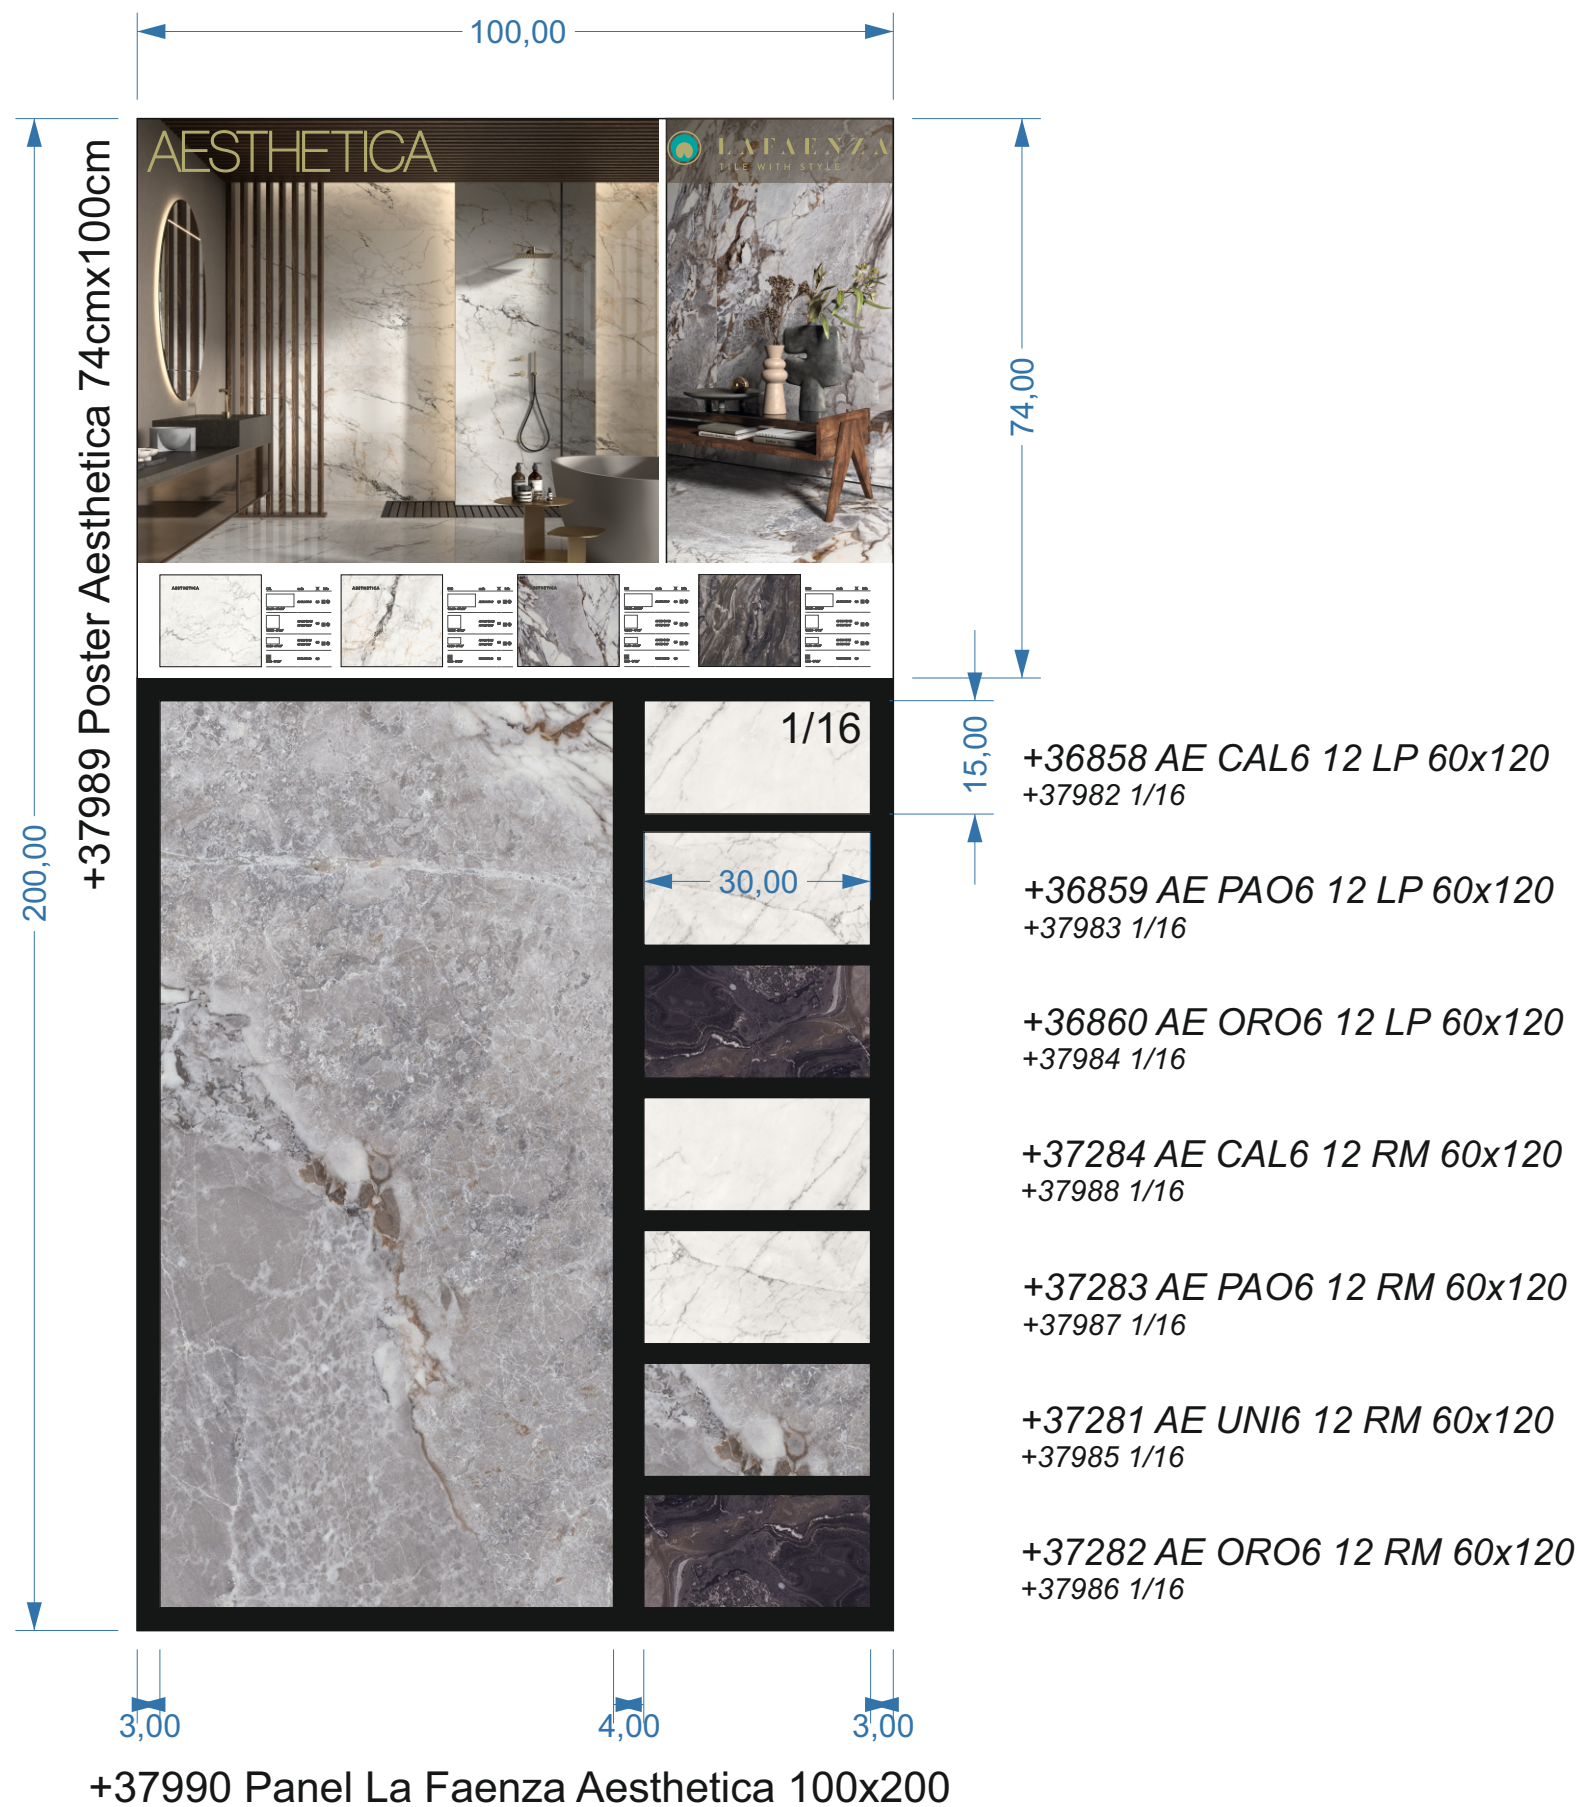 100,00
AESTHETICA
LAFAENZA
TILE WITH STYLE
+37989 Poster Aesthetica 74cmx100cm
200,00
74,00
AESTHETICA
AESTHETICA
AESTHETICA
1/16
15,00
30,00
+36858 AE CAL6 12 LP 60x120
+37982 1/16
+36859 AE PAO6 12 LP 60x120
+37983 1/16
+36860 AE ORO6 12 LP 60x120
+37984 1/16
+37284 AE CAL6 12 RM 60x120
+37988 1/16
+37283 AE PAO6 12 RM 60x120
+37987 1/16
+37281 AE UNI6 12 RM 60x120
+37985 1/16
+37282 AE ORO6 12 RM 60x120
+37986 1/16
3,00
4,00
3,00
+37990 Panel La Faenza Aesthetica 100x200